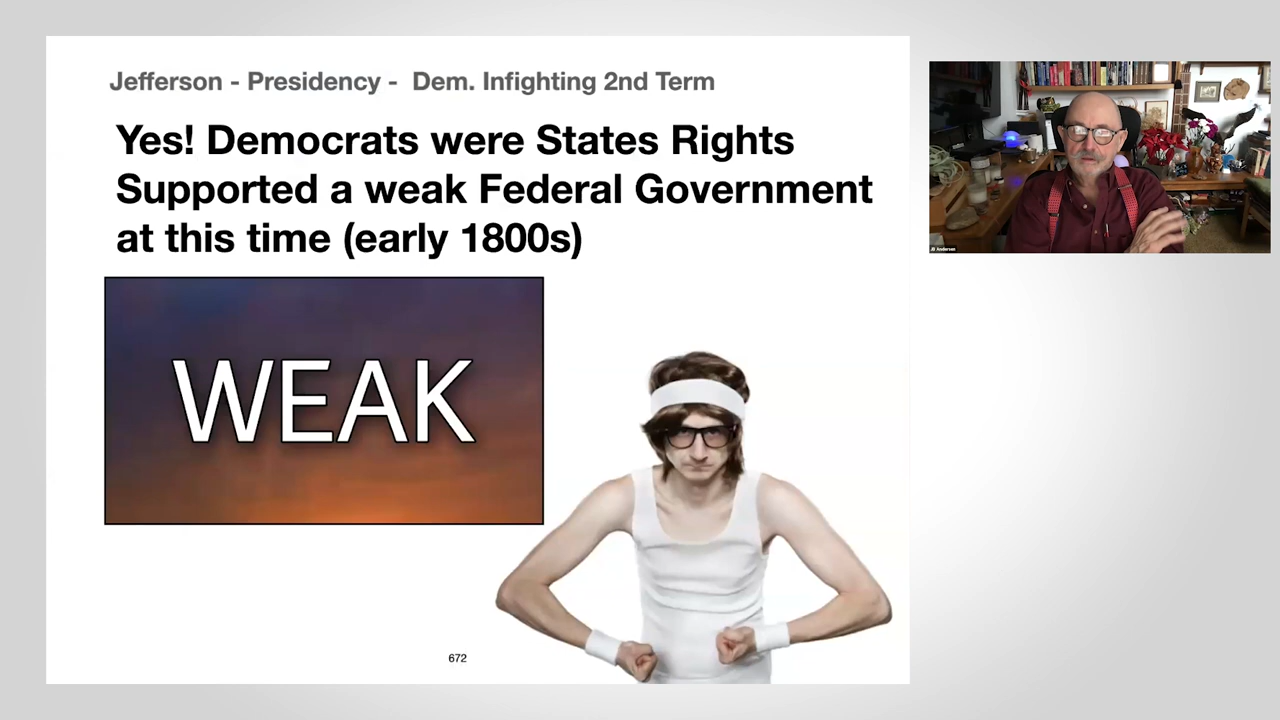 Jefferson - Presidency - Dem. Infighting 2nd Term
Yes! Democrats were States Rights
Supported a weak Federal Government
at this time (early 1800s)
WEAK
672